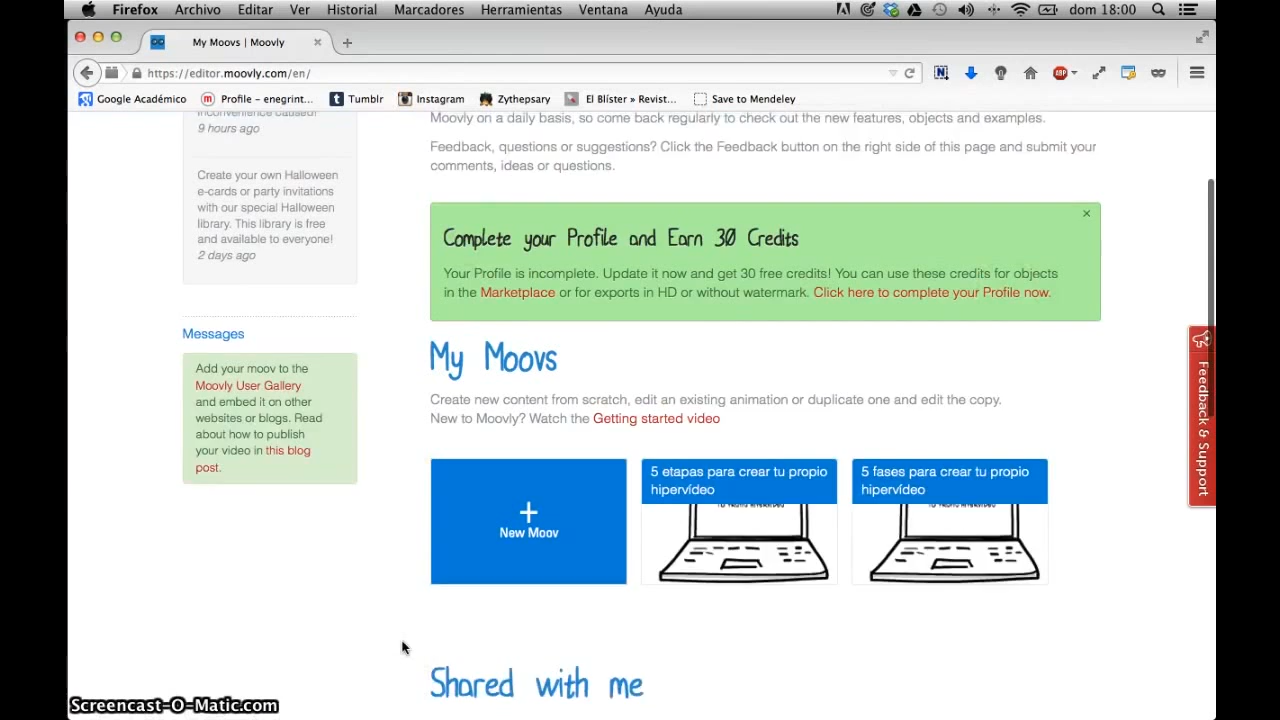 Firefox Archivo Editar Ver Historial Marcadores Herramientas Ventana Ayuda dom 18:00
My Moovs | Moovly
https://editor.moovly.com/en/
Google Académico Profile – enegrint... Tumblr Instagram Zythepsary El Blíster » Revist... Save to Mendeley
inconvenience caused!
9 hours ago
Create your own Halloween
e-cards or party invitations
with our special Halloween
library. This library is free
and available to everyone!
2 days ago
Messages
Add your moov to the
Moovly User Gallery
and embed it on other
websites or blogs. Read
about how to publish
your video in this blog
post.
Moovly on a daily basis, so come back regularly to check out the new features, objects and examples.
Feedback, questions or suggestions? Click the Feedback button on the right side of this page and submit your
comments, ideas or questions.
Complete your Profile and Earn 30 Credits
Your Profile is incomplete. Update it now and get 30 free credits! You can use these credits for objects
in the Marketplace or for exports in HD or without watermark. Click here to complete your Profile now.
My Moovs
Create new content from scratch, edit an existing animation or duplicate one and edit the copy.
New to Moovly? Watch the Getting started video
+
New Moov
5 etapas para crear tu propio
hipervídeo
5 fases para crear tu propio
hipervídeo
Shared with me
Feedback & Support
Screencast-O-Matic.com